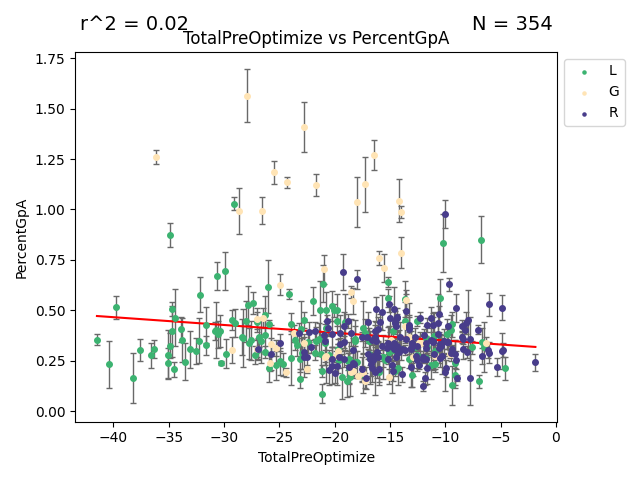 r^2 = 0.02
N = 354
TotalPreOptimize vs PercentGpA
1.75
1.50
1.25
1.00
0.75
0.50
0.25
0.00
PercentGpA
−40
−35
−30
−25
−20
−15
−10
−5
0
TotalPreOptimize
L
G
R